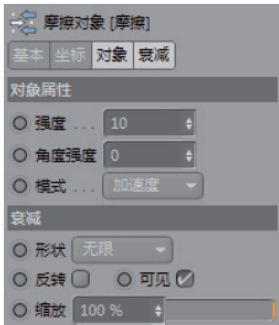 摩擦对象 [摩擦]
基本 坐标 对象 衰减
对象属性
强度 . . . 10
角度强度 0
模式 . . . 加速度
衰减
形状 无限
反转 可见
缩放 100 %